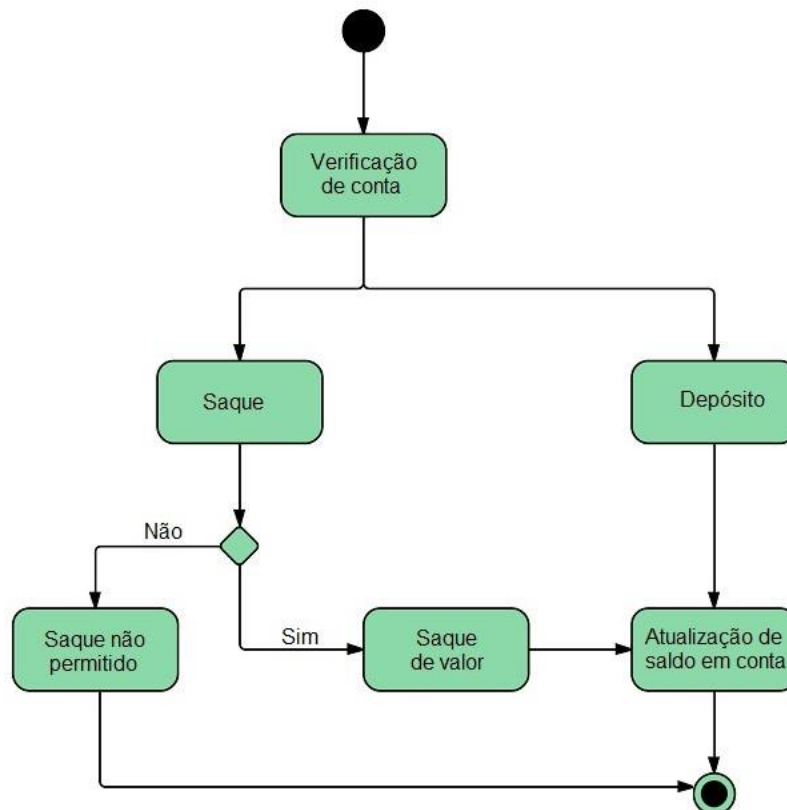 Verificação
de conta
Saque
Depósito
Não
Sim
Saque não
permitido
Saque
de valor
Atualização de
saldo em conta